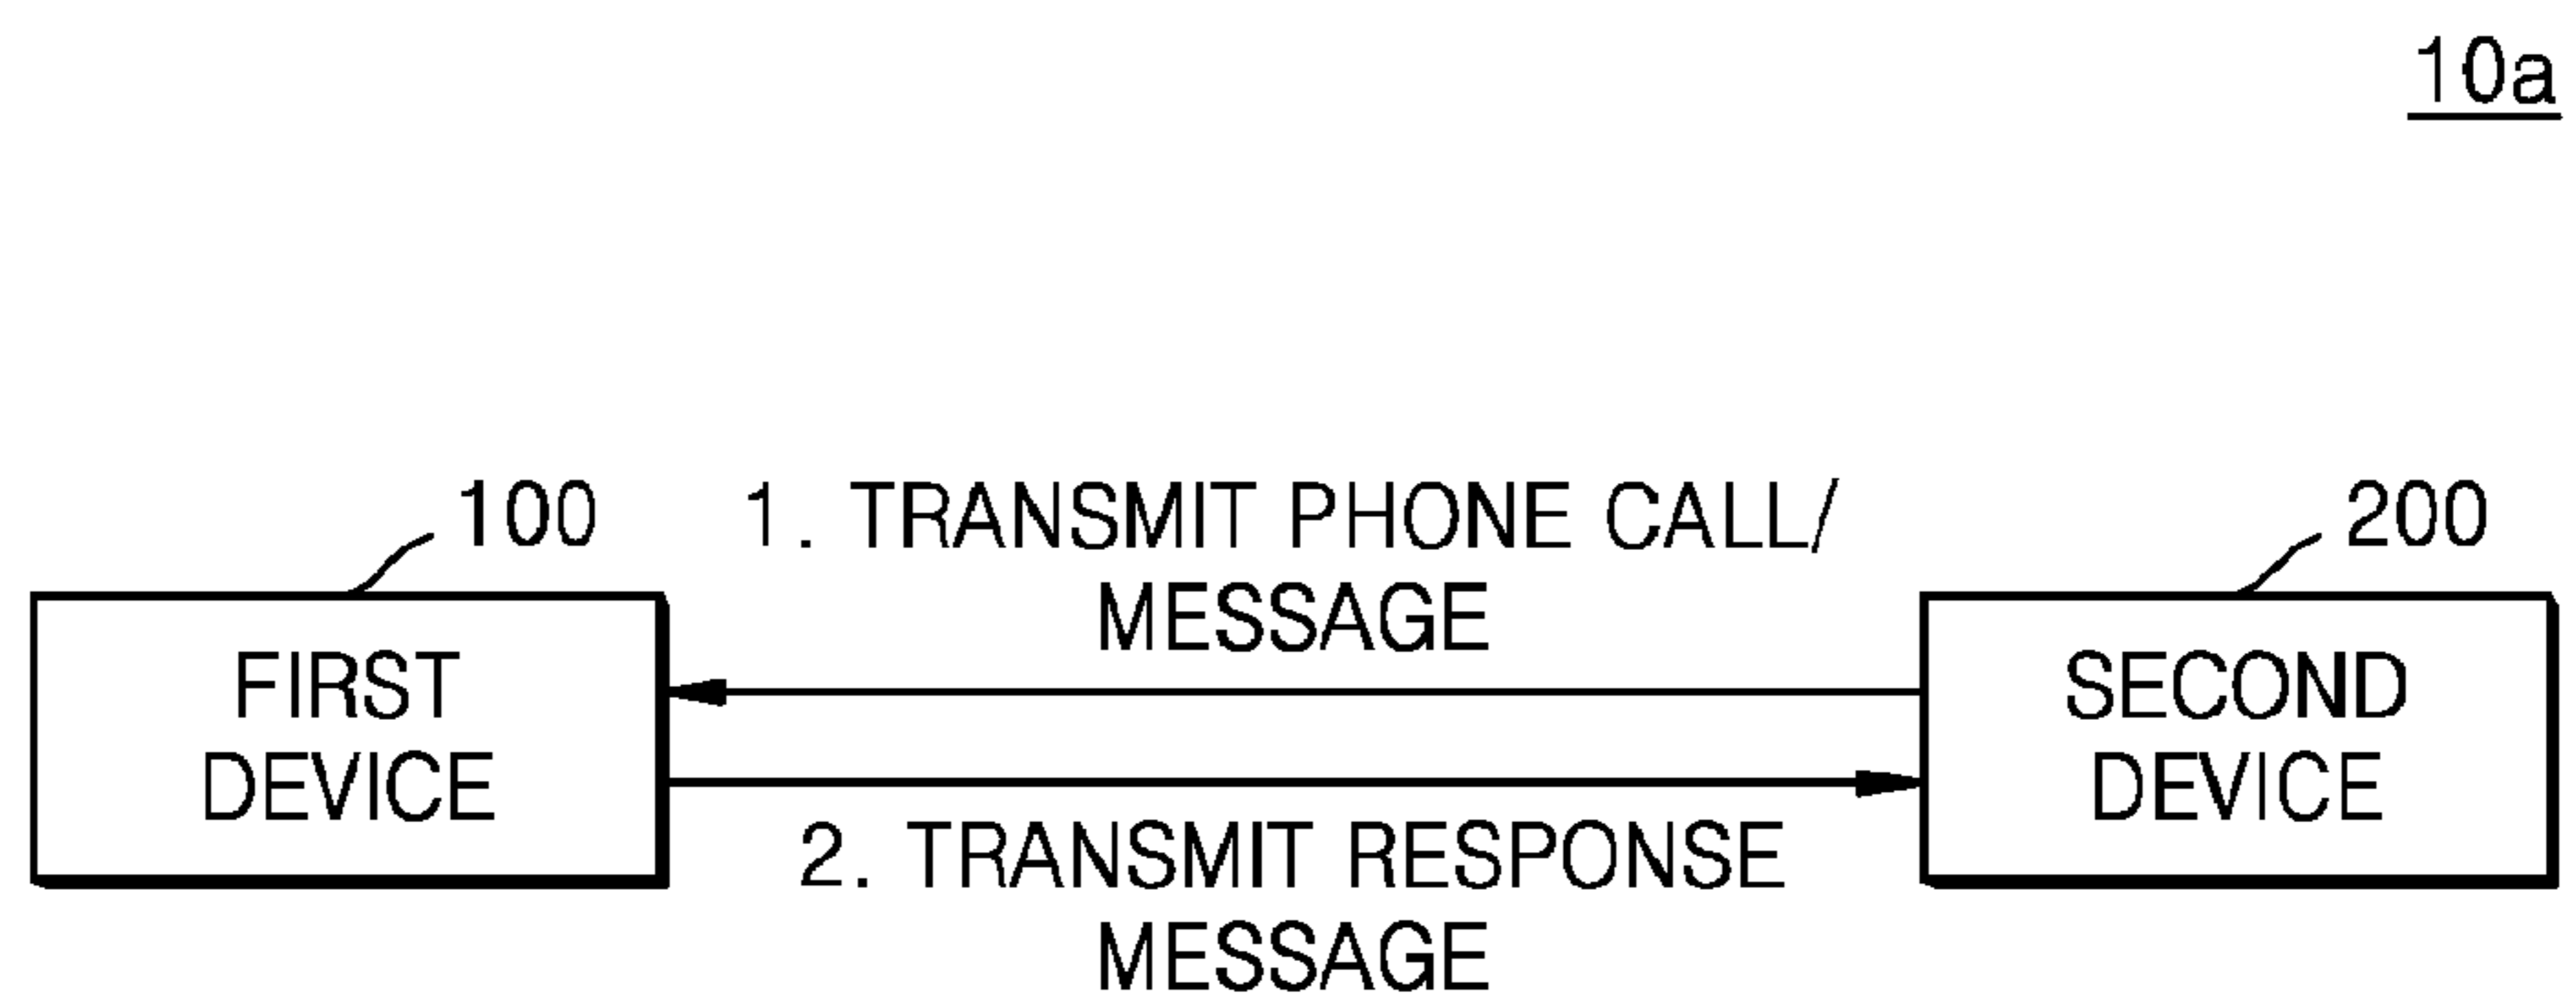 10a
100
1. TRANSMIT PHONE CALL/
MESSAGE
200
FIRST
DEVICE
SECOND
DEVICE
2. TRANSMIT RESPONSE
MESSAGE